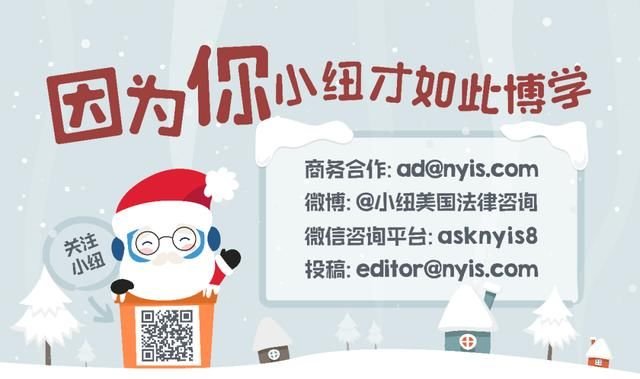 因为你小纽才如此博学
商务合作: ad@nyis.com
微博: @小纽美国法律咨询
微信咨询平台: asknyis8
投稿: editor@nyis.com
关注
小纽